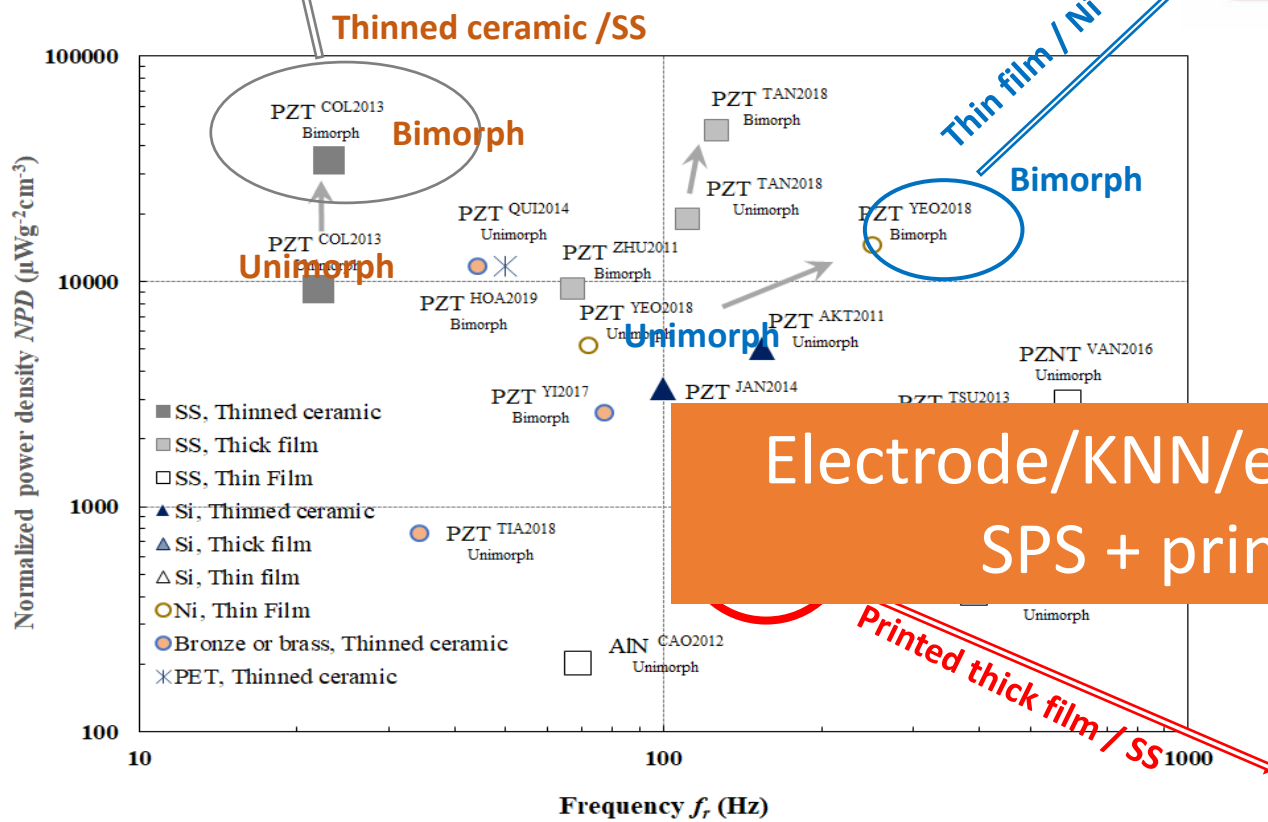 Thinned ceramic /SS
Thin film / Ni
100000
PZT COL2013
Bimorph
Bimorph
PZT TAN2018
Bimorph
PZT TAN2018
Unimorph
Bimorph
PZT YEO2018
Bimorph
PZT QUI2014
Unimorph
PZT COL2013
Unimorph
Unimorph
PZT ZHU2011
Bimorph
10000
PZT HOA2019
Bimorph
PZT YEO2018
Unimorph
Unimorph
PZT AKT2011
Unimorph
PZNT VAN2016
Unimorph
PZT JAN2014
PZT YI2017
Bimorph
PZT TSU2013
Normalized power density NPD (μWg-2cm-3)
SS, Thinned ceramic
SS, Thick film
SS, Thin Film
Si, Thinned ceramic
Si, Thick film
Si, Thin film
Ni, Thin Film
Bronze or brass, Thinned ceramic
PET, Thinned ceramic
Electrode/KNN/e
SPS + prin
1000
PZT TIA2018
Unimorph
Unimorph
AlN CAO2012
Unimorph
Printed thick film / SS
100
10
100
1000
Frequency fr (Hz)